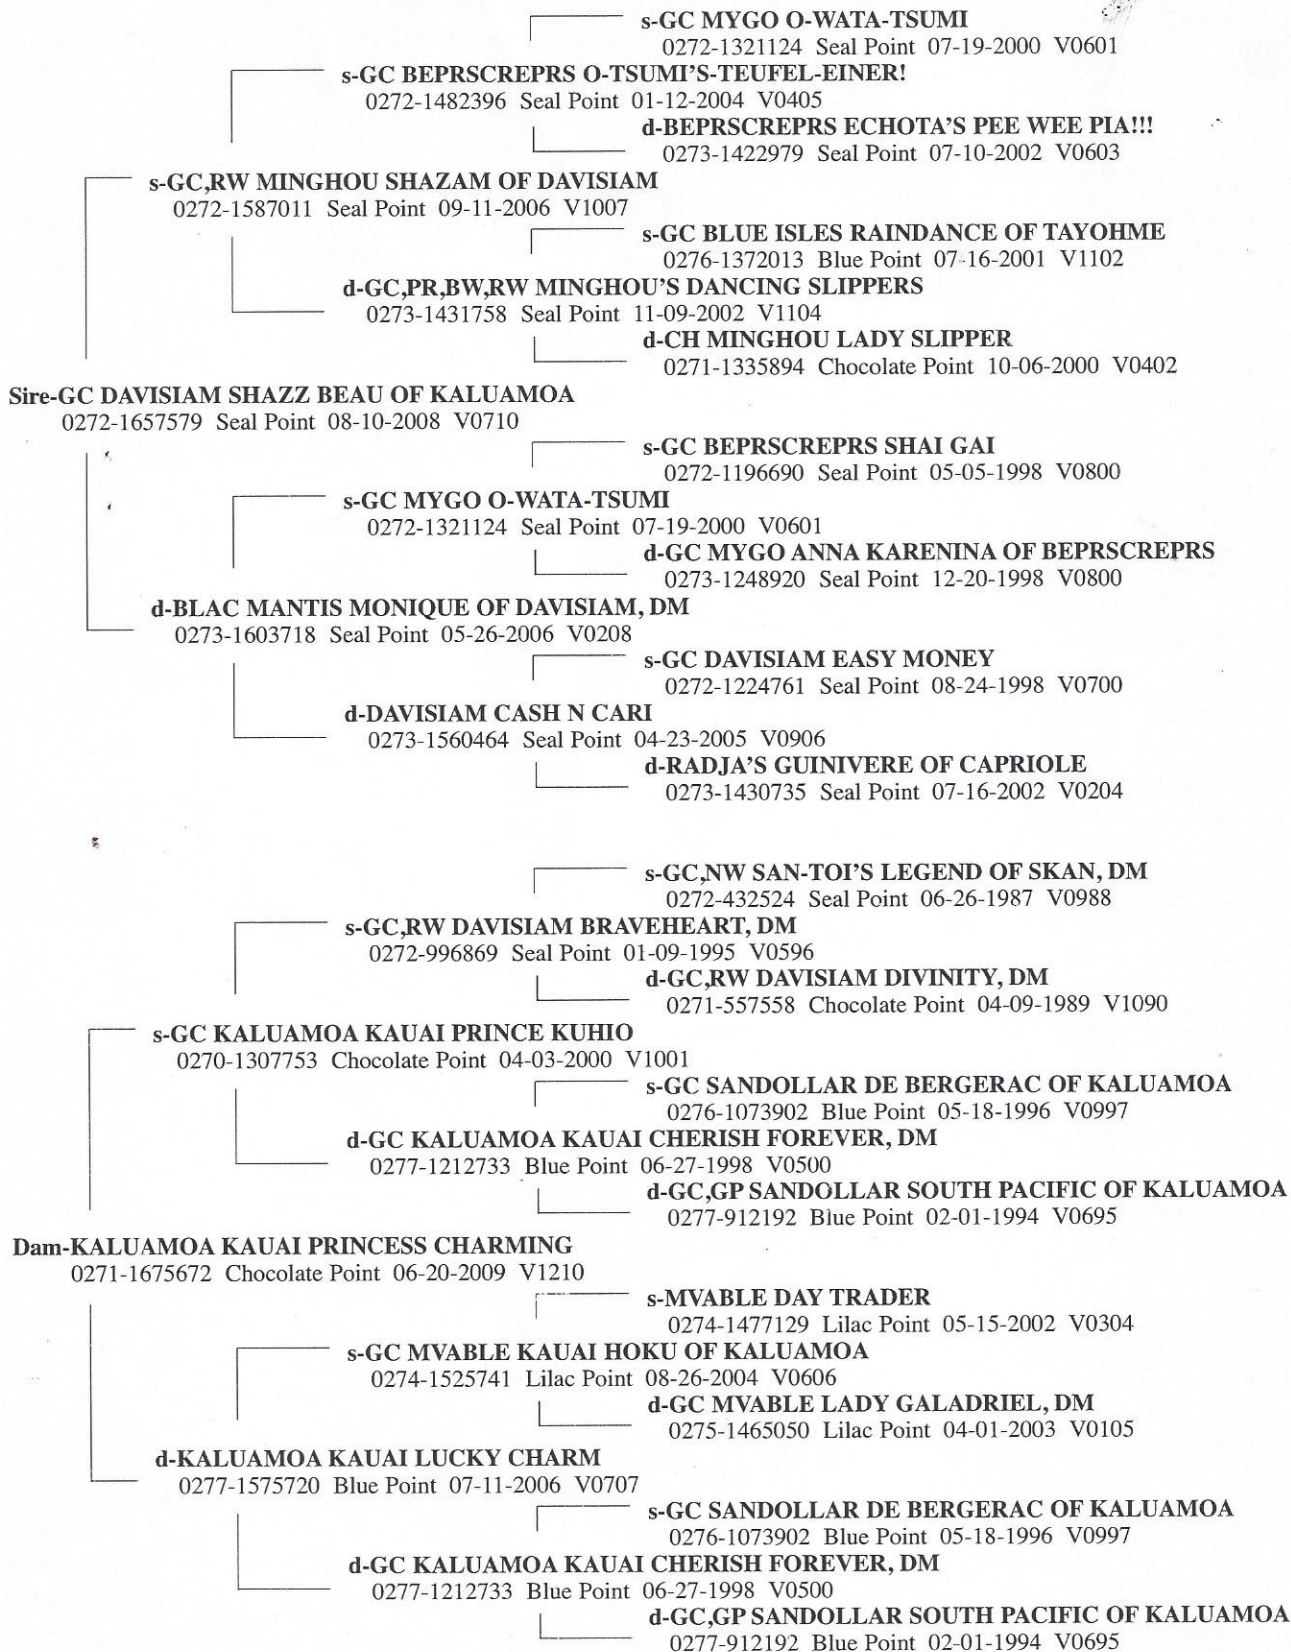 s-GC MYGO O-WATA-TSUMI
0272-1321124 Seal Point 07-19-2000 V0601
s-GC BEPRSCREPRS O-TSUMI'S-TEUFEL-EINER!
0272-1482396 Seal Point 01-12-2004 V0405
d-BEPRSCREPRS ECHOTA'S PEE WEE PIA!!!
0273-1422979 Seal Point 07-10-2002 V0603
s-GC,RW MINGHOU SHAZAM OF DAVISIAM
0272-1587011 Seal Point 09-11-2006 V1007
s-GC BLUE ISLES RAINDANCE OF TAYOHME
0276-1372013 Blue Point 07-16-2001 V1102
d-GC,PR,BW,RW MINGHOU'S DANCING SLIPPERS
0273-1431758 Seal Point 11-09-2002 V1104
d-CH MINGHOU LADY SLIPPER
0271-1335894 Chocolate Point 10-06-2000 V0402
Sire-GC DAVISIAM SHAZZ BEAU OF KALUAMOA
0272-1657579 Seal Point 08-10-2008 V0710
s-GC BEPRSCREPRS SHAI GAI
0272-1196690 Seal Point 05-05-1998 V0800
s-GC MYGO O-WATA-TSUMI
0272-1321124 Seal Point 07-19-2000 V0601
d-GC MYGO ANNA KARENINA OF BEPRSCREPRS
0273-1248920 Seal Point 12-20-1998 V0800
d-BLAC MANTIS MONIQUE OF DAVISIAM, DM
0273-1603718 Seal Point 05-26-2006 V0208
s-GC DAVISIAM EASY MONEY
0272-1224761 Seal Point 08-24-1998 V0700
d-DAVISIAM CASH N CARI
0273-1560464 Seal Point 04-23-2005 V0906
d-RADJA'S GUINIVERE OF CAPRIOLE
0273-1430735 Seal Point 07-16-2002 V0204
s-GC,NW SAN-TOI'S LEGEND OF SKAN, DM
0272-432524 Seal Point 06-26-1987 V0988
s-GC,RW DAVISIAM BRAVEHEART, DM
0272-996869 Seal Point 01-09-1995 V0596
d-GC,RW DAVISIAM DIVINITY, DM
0271-557558 Chocolate Point 04-09-1989 V1090
s-GC KALUAMOA KAUAI PRINCE KUHIO
0270-1307753 Chocolate Point 04-03-2000 V1001
s-GC SANDOLLAR DE BERGERAC OF KALUAMOA
0276-1073902 Blue Point 05-18-1996 V0997
d-GC KALUAMOA KAUAI CHERISH FOREVER, DM
0277-1212733 Blue Point 06-27-1998 V0500
d-GC,GP SANDOLLAR SOUTH PACIFIC OF KALUAMOA
0277-912192 Blue Point 02-01-1994 V0695
Dam-KALUAMOA KAUAI PRINCESS CHARMING
0271-1675672 Chocolate Point 06-20-2009 V1210
s-MVABLE DAY TRADER
0274-1477129 Lilac Point 05-15-2002 V0304
s-GC MVABLE KAUAI HOKU OF KALUAMOA
0274-1525741 Lilac Point 08-26-2004 V0606
d-GC MVABLE LADY GALADRIEL, DM
0275-1465050 Lilac Point 04-01-2003 V0105
d-KALUAMOA KAUAI LUCKY CHARM
0277-1575720 Blue Point 07-11-2006 V0707
s-GC SANDOLLAR DE BERGERAC OF KALUAMOA
0276-1073902 Blue Point 05-18-1996 V0997
d-GC KALUAMOA KAUAI CHERISH FOREVER, DM
0277-1212733 Blue Point 06-27-1998 V0500
d-GC,GP SANDOLLAR SOUTH PACIFIC OF KALUAMOA
0277-912192 Blue Point 02-01-1994 V0695